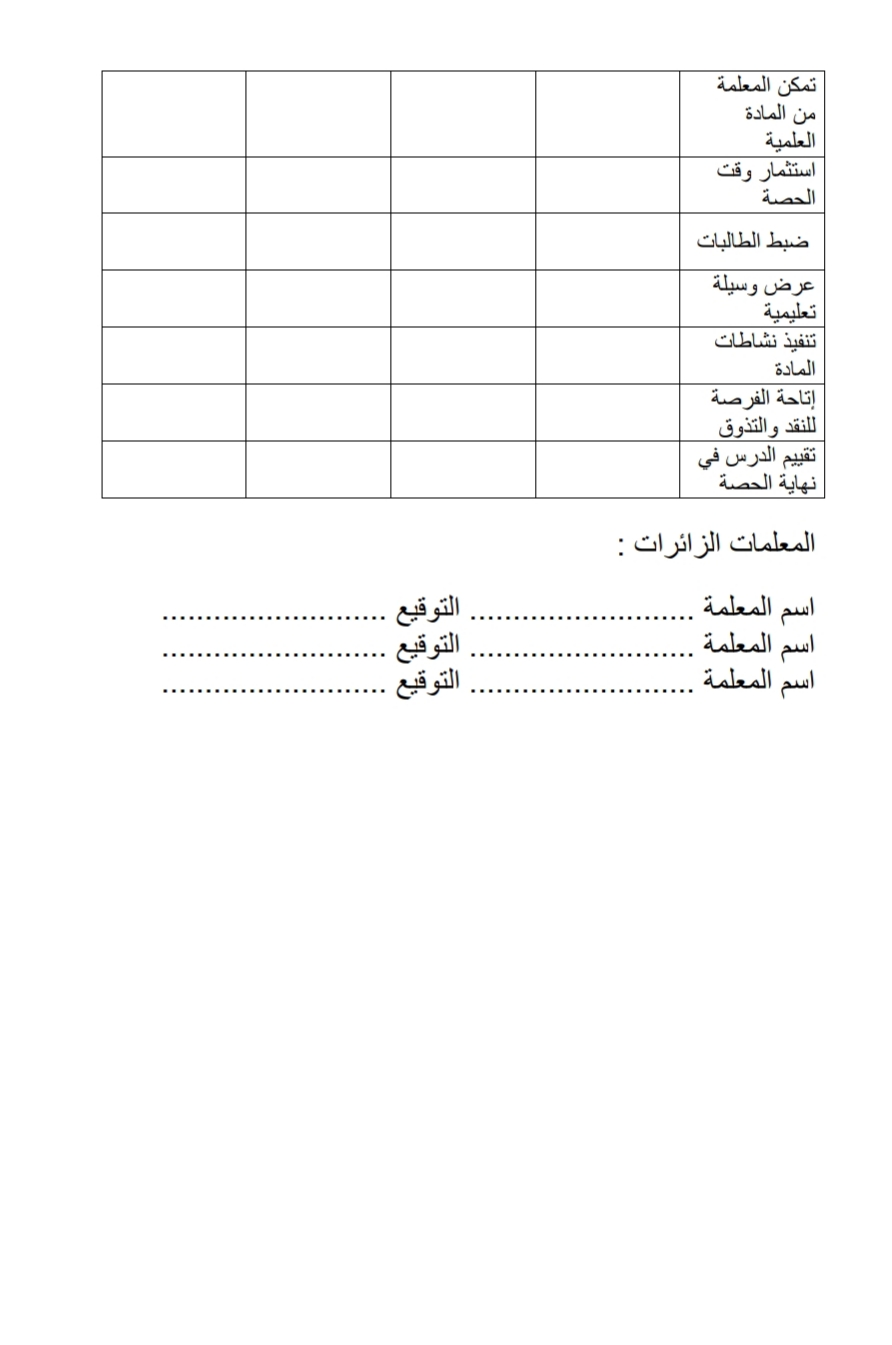 تمكن المعلمة
من المادة
العلمية
استثمار وقت
الحصة
ضبط الطالبات
عرض وسيلة
تعليمية
تنفيذ نشاطات
المادة
إتاحة الفرصة
للنقد والتذوق
تقييم الدرس في
نهاية الحصة
المعلمات الزائرات :
اسم المعلمة .......................... التوقيع ..........................
اسم المعلمة .......................... التوقيع ..........................
اسم المعلمة .......................... التوقيع ..........................